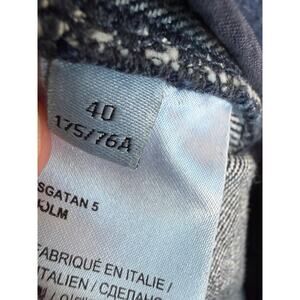 40
175/76A
SGATAN 5
OLM
FABRIQUÉ EN ITALIE /
ITALIEN / СДЕЛАНО